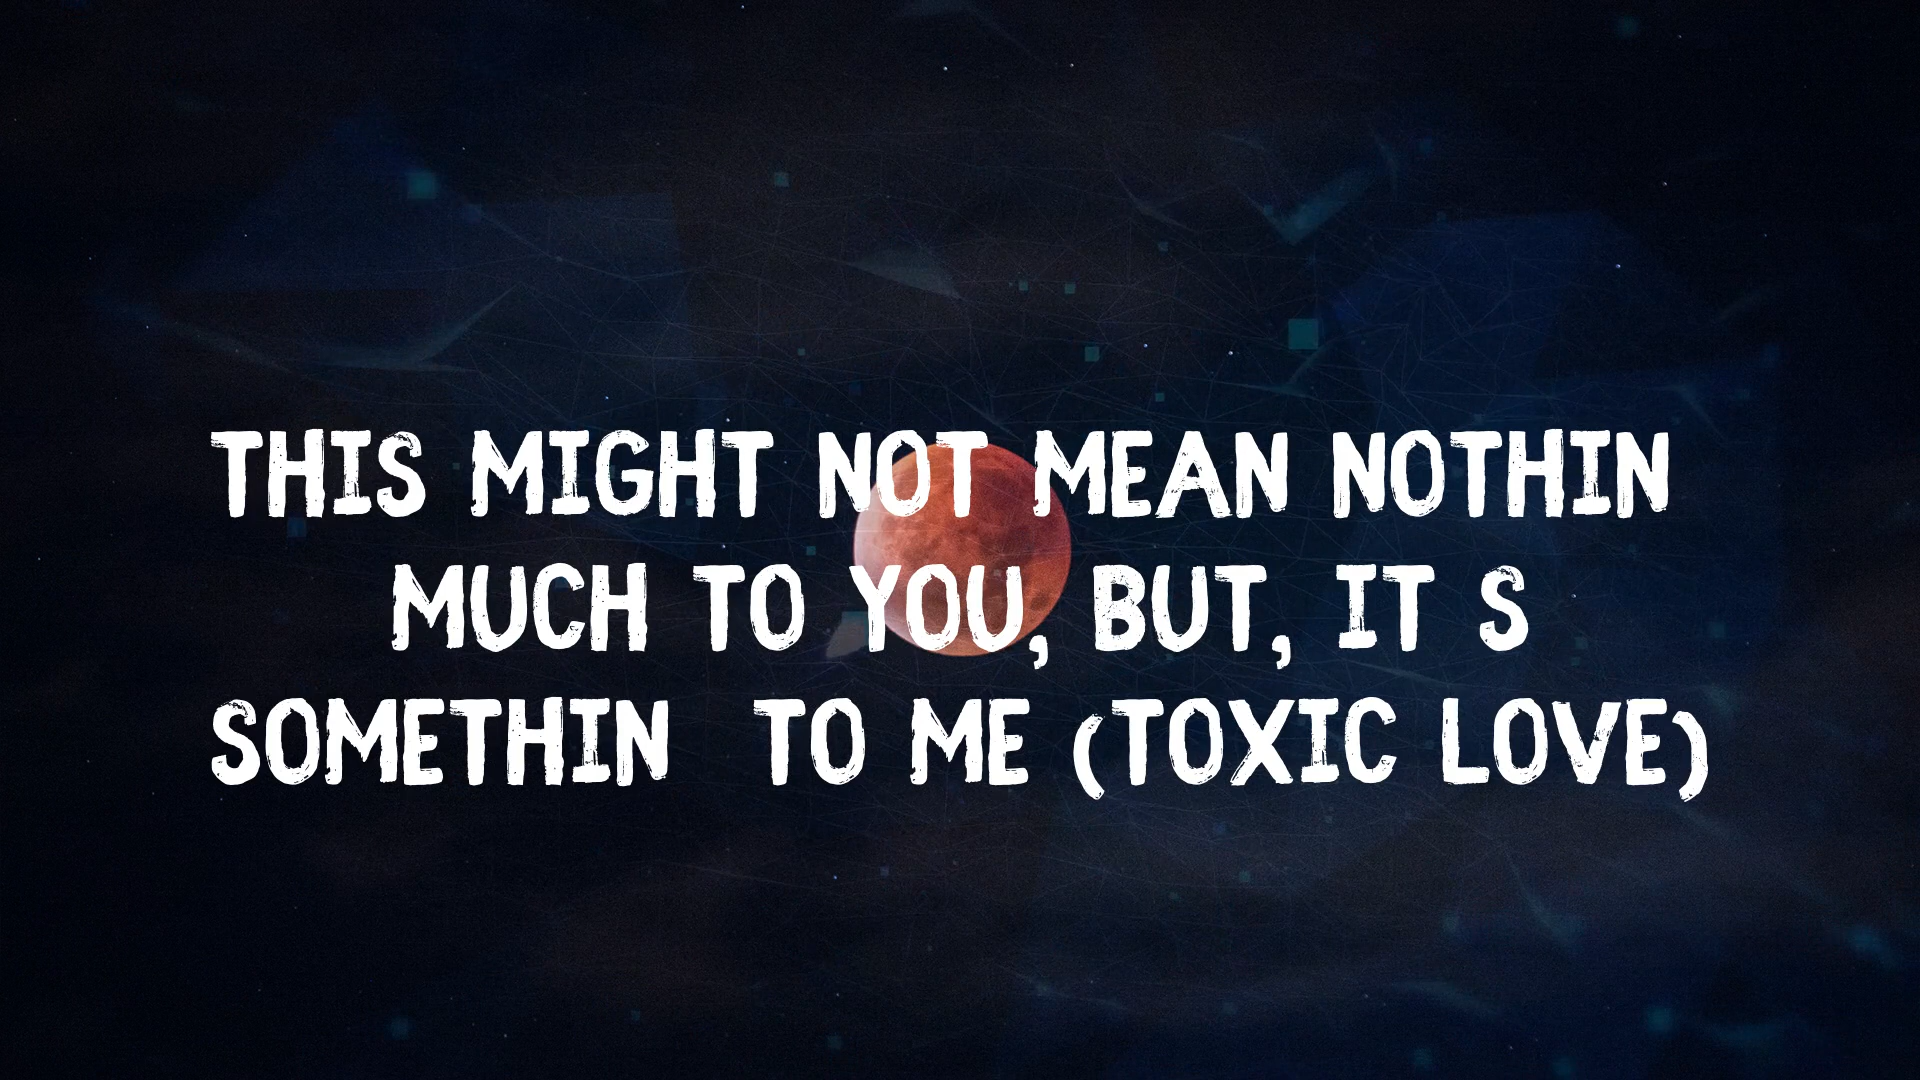 THIS MIGHT NOT MEAN NOTHIN
MUCH TO YOU, BUT, IT S
SOMETHIN  TO ME (TOXIC LOVE)